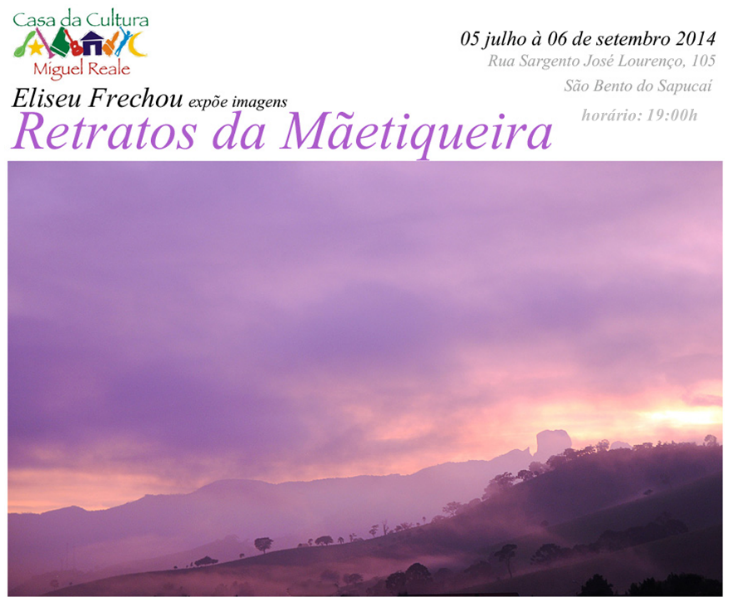 Casa da Cultura
Miguel Reale
05 julho à 06 de setembro 2014
Rua Sargento José Lourenço, 105
São Bento do Sapucaí
horário: 19:00h
Eliseu Frechou expõe imagens
Retratos da Mãetiqueira